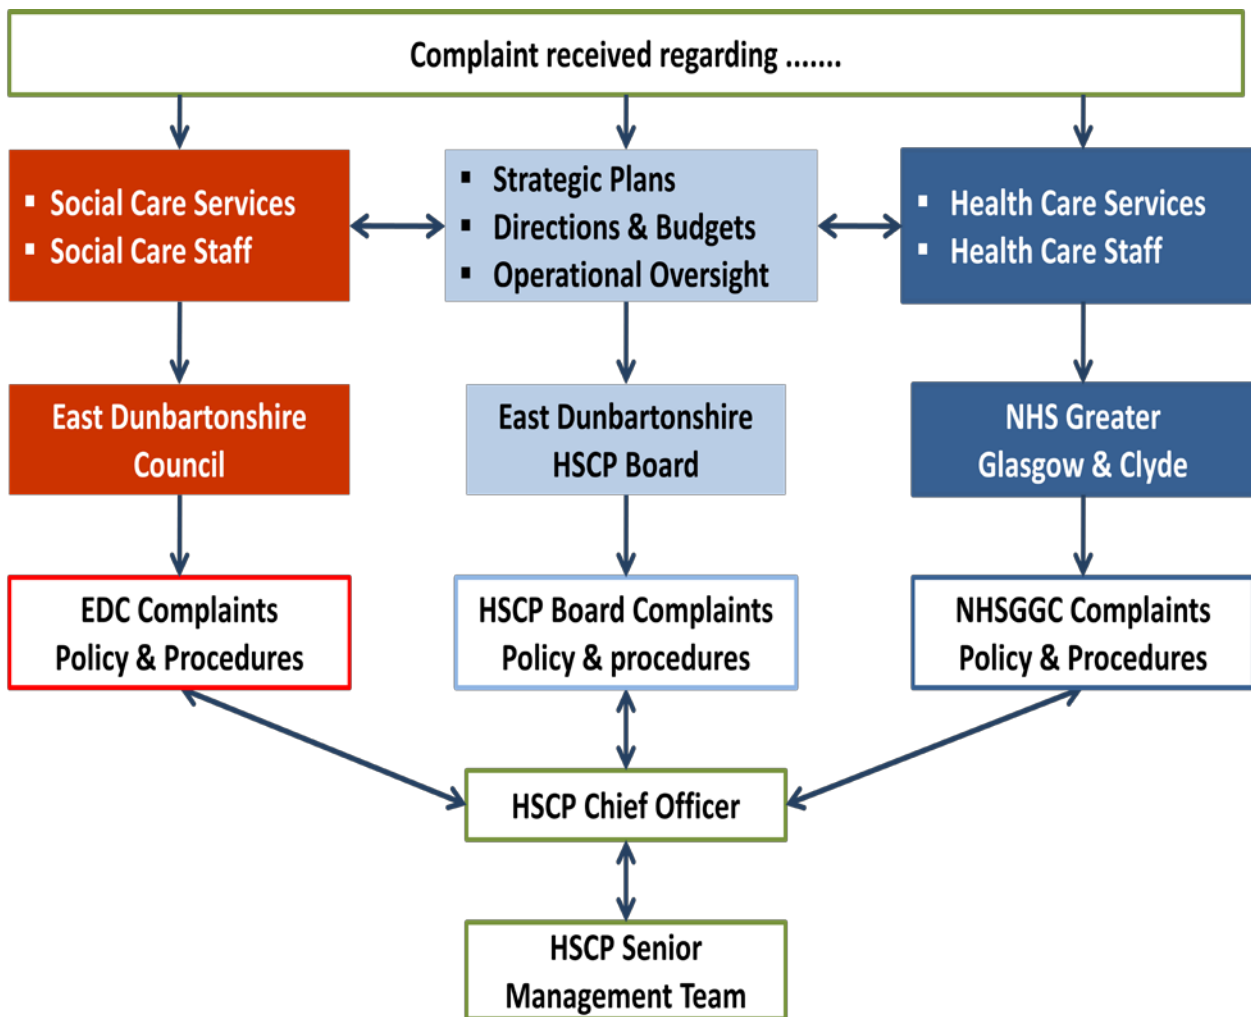 Complaint received regarding .......
▪ Social Care Services
▪ Social Care Staff
▪ Strategic Plans
▪ Directions & Budgets
▪ Operational Oversight
▪ Health Care Services
▪ Health Care Staff
East Dunbartonshire
Council
East Dunbartonshire
HSCP Board
NHS Greater
Glasgow & Clyde
EDC Complaints
Policy & Procedures
HSCP Board Complaints
Policy & procedures
NHSGGC Complaints
Policy & Procedures
HSCP Chief Officer
HSCP Senior
Management Team